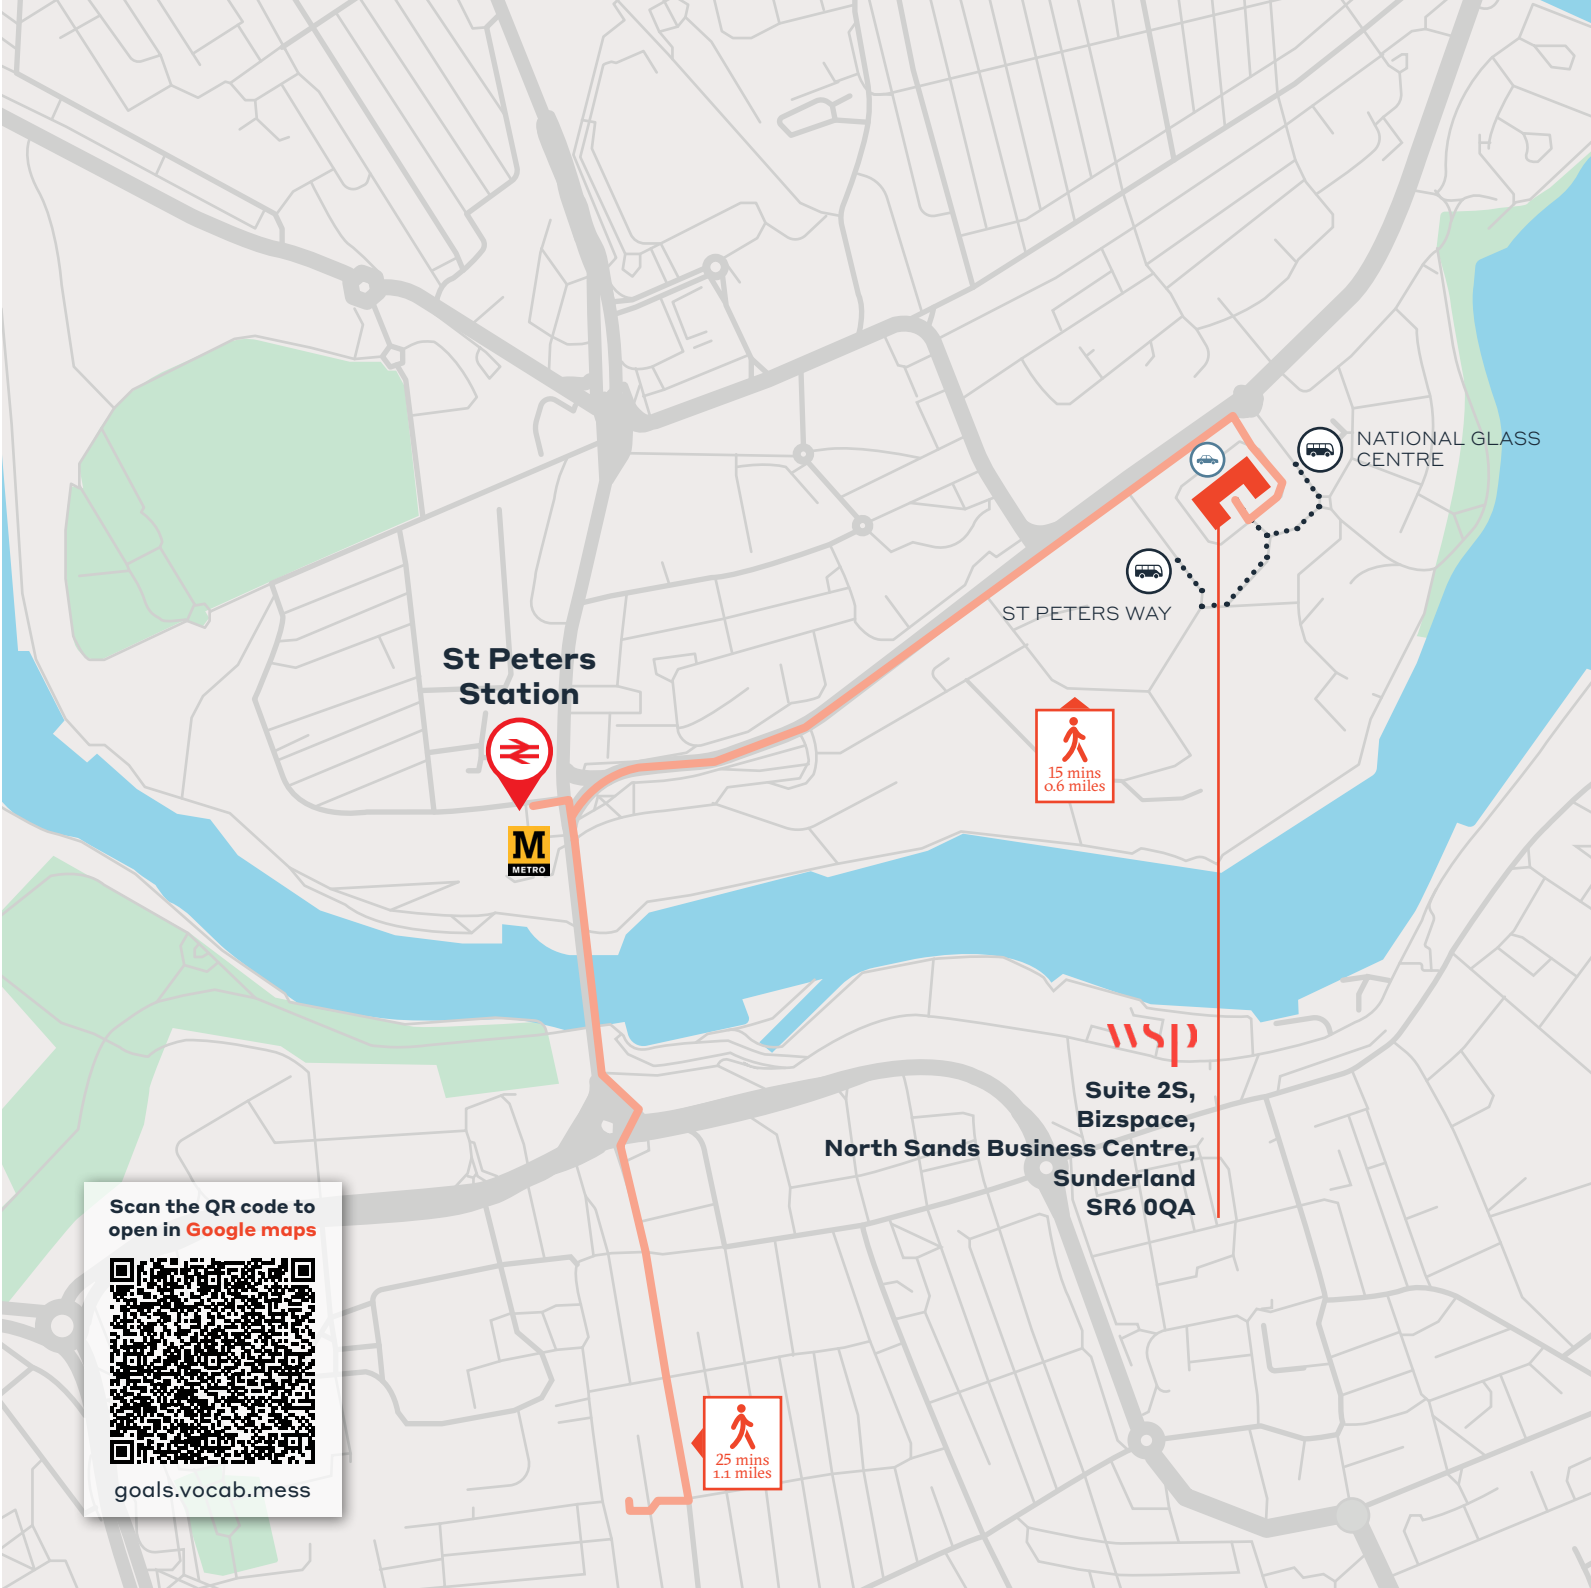 NATIONAL GLASS
CENTRE
ST PETERS WAY
St Peters
Station
M
METRO
15 mins
0.6 miles
wsp
Suite 2S,
Bizspace,
North Sands Business Centre,
Sunderland
SR6 0QA
Scan the QR code to
open in Google maps
goals.vocab.mess
25 mins
1.1 miles